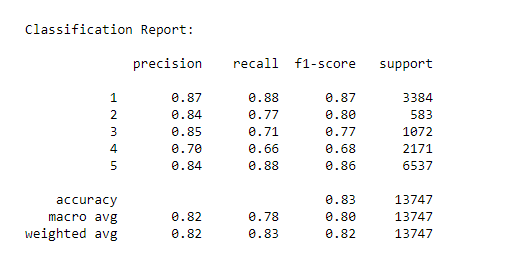 Classification Report:
precision recall f1-score support
1 0.87 0.88 0.87 3384
2 0.84 0.77 0.80 583
3 0.85 0.71 0.77 1072
4 0.70 0.66 0.68 2171
5 0.84 0.88 0.86 6537
accuracy 0.83 13747
macro avg 0.82 0.78 0.80 13747
weighted avg 0.82 0.83 0.82 13747